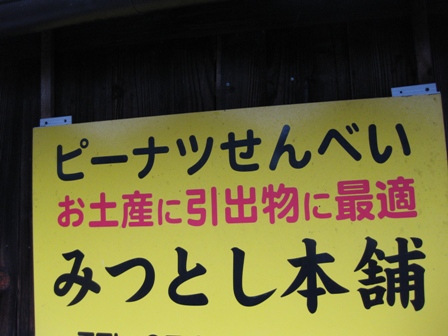 ピーナツせんべい
お土産に引出物に最適
みつとし本舗